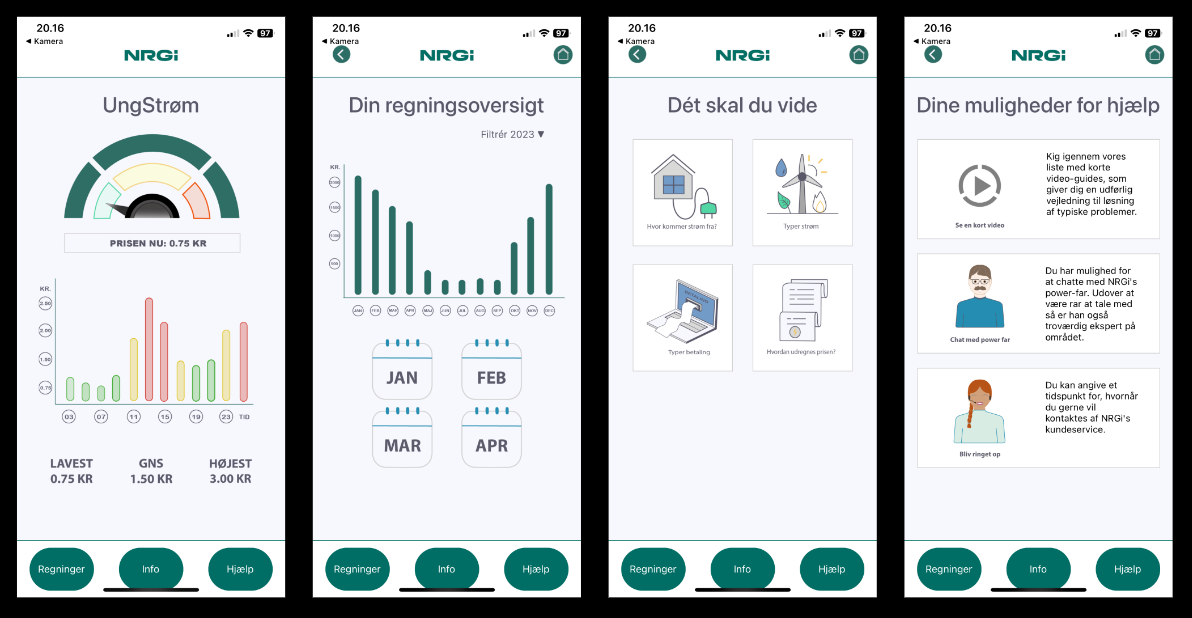 20.16
97
Kamera
NRGi
UngStrøm
PRISEN NU: 0.75 KR
KR.
2.00
1.50
0.75
03
07
11
15
19
23
TID
LAVEST
0.75 KR
GNS
1.50 KR
HØJEST
3.00 KR
Regninger
Info
Hjælp
20.16
97
Kamera
NRGi
Din regningsoversigt
Filtrér 2023 ▼
KR.
2000
1500
1000
500
JAN
FEB
MAR
APR
MAJ
JUN
JUL
AUG
SEP
OKT
NOV
DEC
JAN
FEB
MAR
APR
Regninger
Info
Hjælp
20.16
97
Kamera
NRGi
Dét skal du vide
Hvor kommer strøm fra?
Typer strøm
Typer betaling
Hvordan udregnes prisen?
Regninger
Info
Hjælp
20.16
97
Kamera
NRGi
Dine muligheder for hjælp
Se en kort video
Kig igennem vores
liste med korte
video-guides, som
giver dig en udførlig
vejledning til løsning
af typiske problemer.
Chat med power far
Du har mulighed for
at chatte med NRGi's
power-far. Udover at
være rar at tale med
så er han også
troværdig ekspert på
området.
Bliv ringet op
Du kan angive et
tidspunkt for, hvornår
du gerne vil
kontaktes af NRGi's
kundeservice.
Regninger
Info
Hjælp